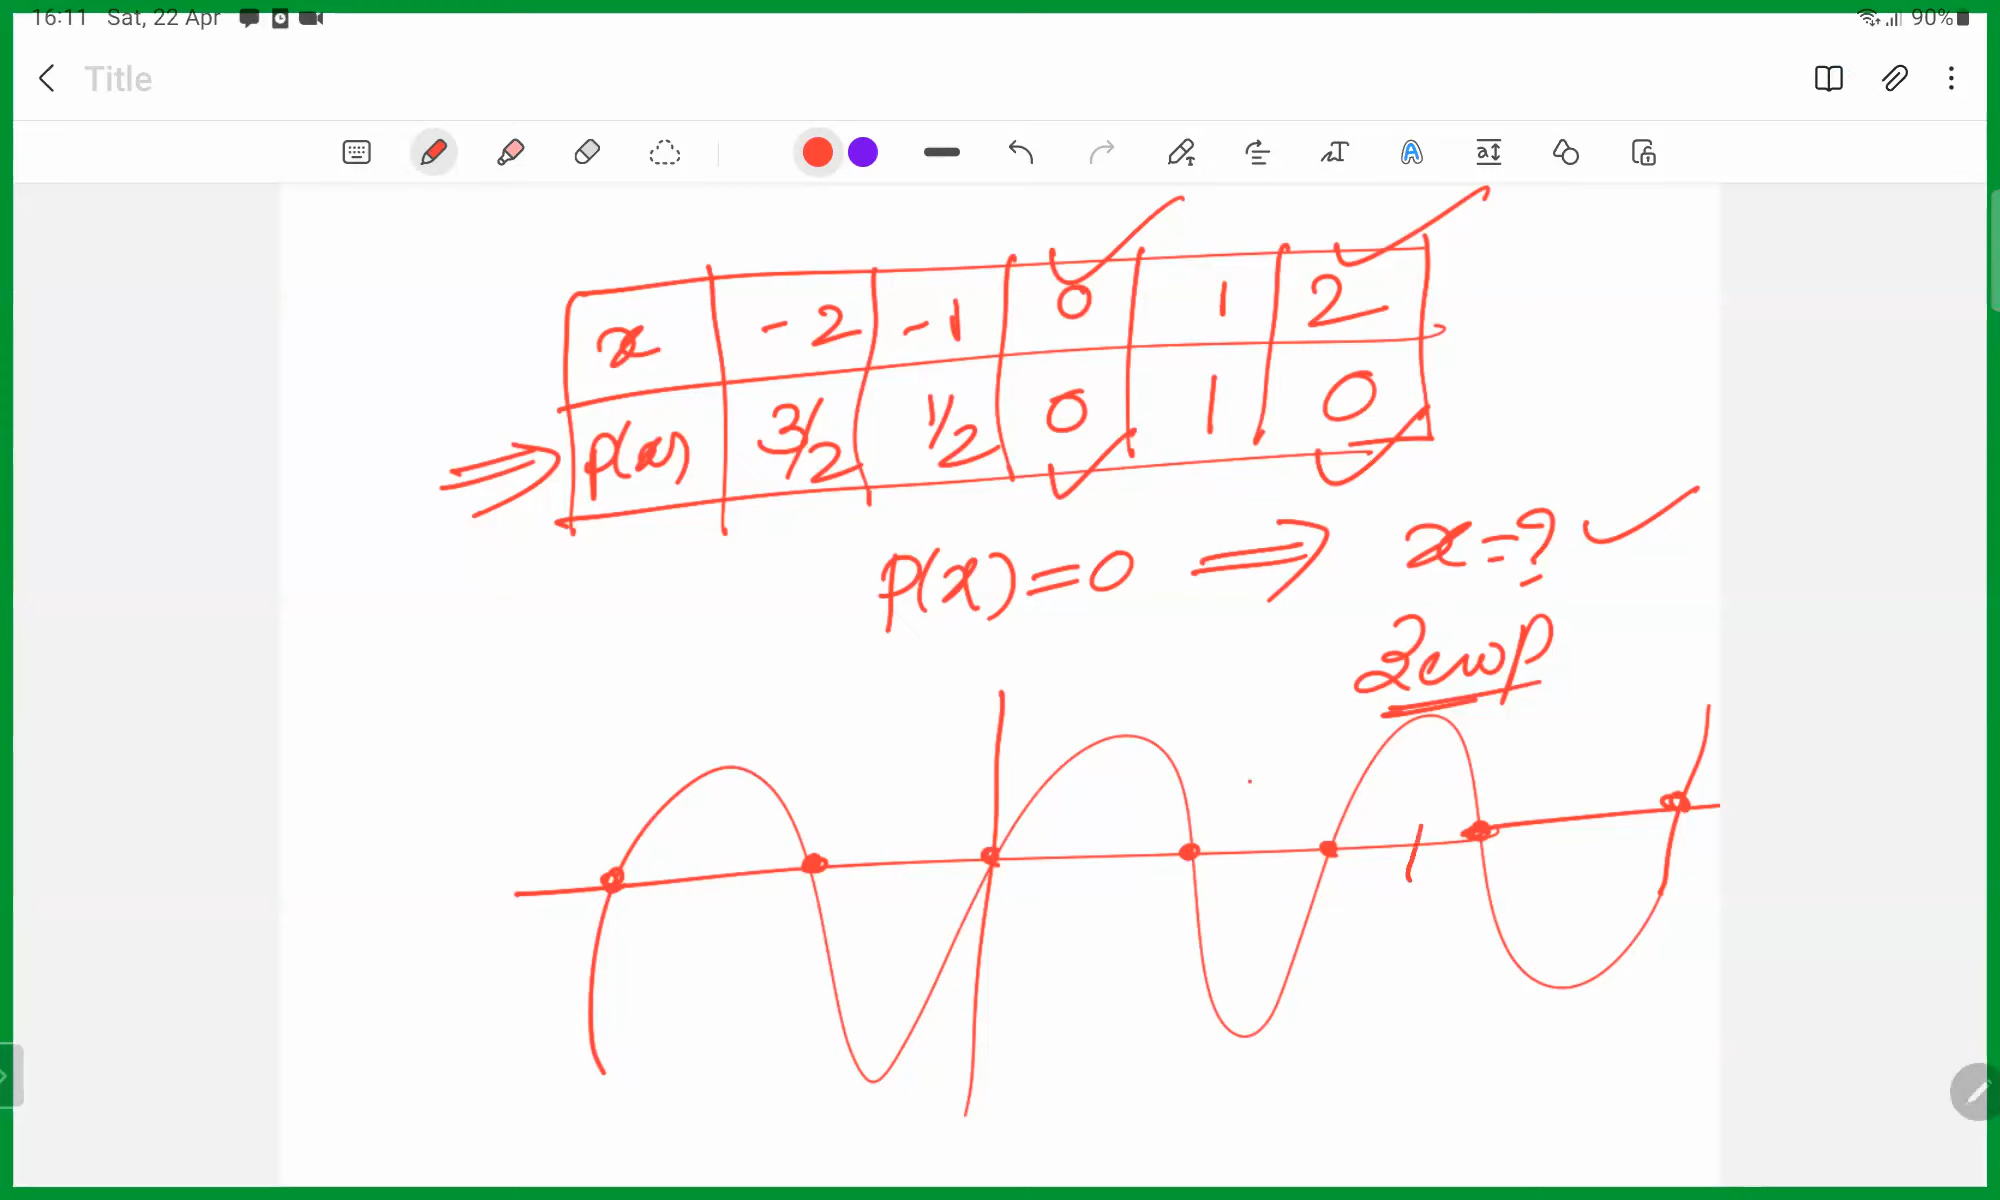 16:11 Sat, 22 Apr 90%
Title
x -2 -1 0 1 2
p(x) 3/2 1/2 0 1 0
p(x)=0 ⟹ x=?